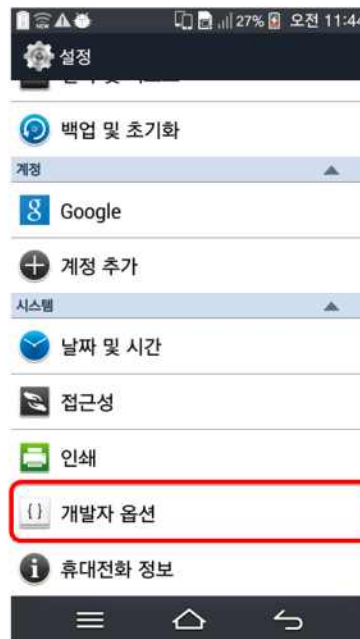 27% 오전 11:44
설정
백업 및 초기화
계정
Google
계정 추가
시스템
날짜 및 시간
접근성
인쇄
{} 개발자 옵션
휴대전화 정보